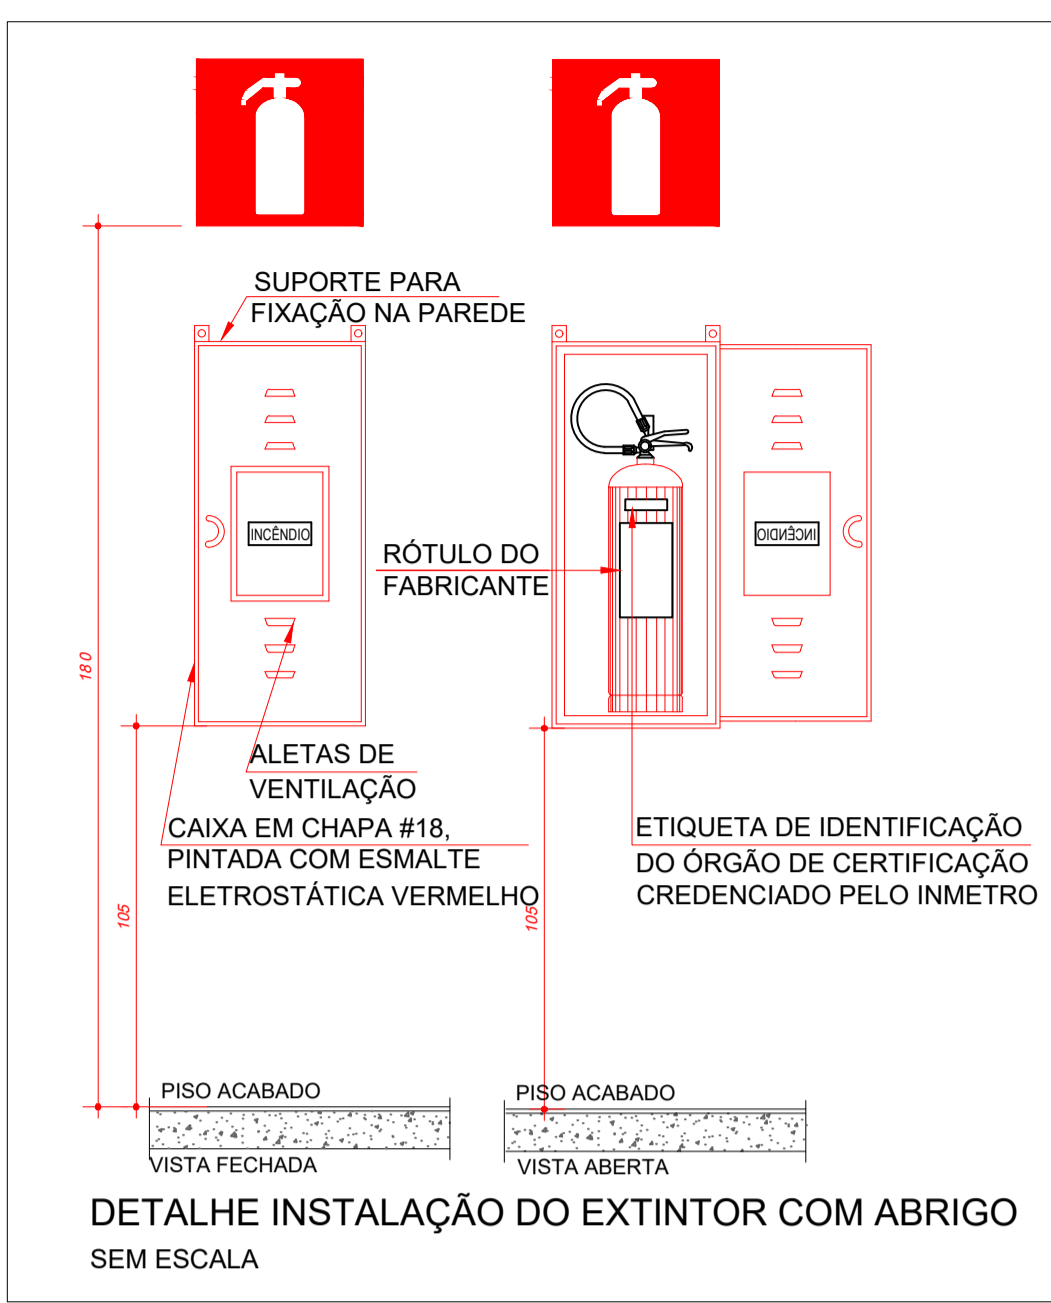 SUPORTE PARA
FIXAÇÃO NA PAREDE
INCÊNDIO
RÓTULO DO
FABRICANTE
INCÊNDIO
180
ALETAS DE
VENTILAÇÃO
CAIXA EM CHAPA #18,
PINTADA COM ESMALTE
ELETROSTÁTICA VERMELHO
ETIQUETA DE IDENTIFICAÇÃO
DO ÓRGÃO DE CERTIFICAÇÃO
CREDENCIADO PELO INMETRO
105
105
PISO ACABADO
PISO ACABADO
VISTA FECHADA
VISTA ABERTA
DETALHE INSTALAÇÃO DO EXTINTOR COM ABRIGO
SEM ESCALA